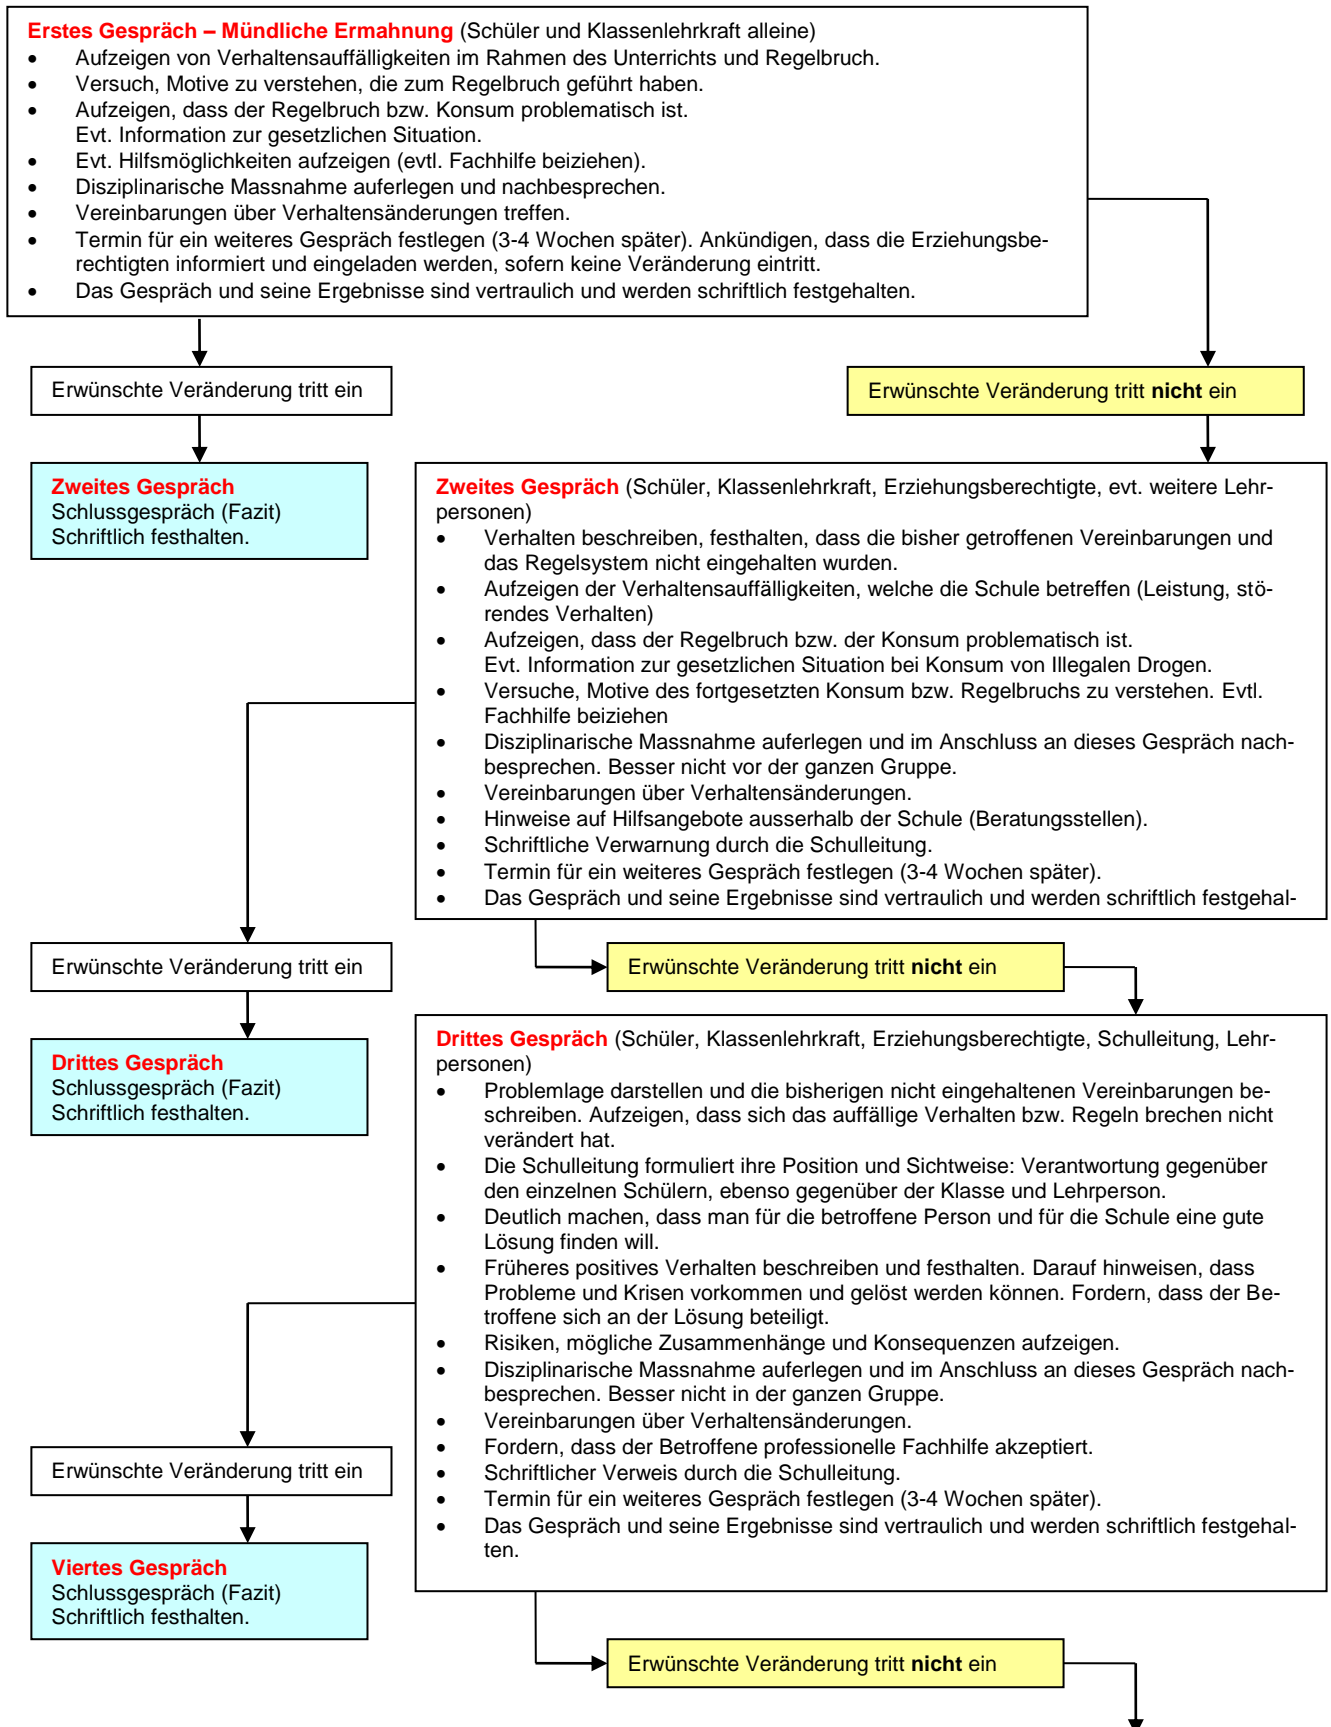 Erstes Gespräch – Mündliche Ermahnung (Schüler und Klassenlehrkraft alleine)
• Aufzeigen von Verhaltensauffälligkeiten im Rahmen des Unterrichts und Regelbruch.
• Versuch, Motive zu verstehen, die zum Regelbruch geführt haben.
• Aufzeigen, dass der Regelbruch bzw. Konsum problematisch ist.
Evt. Information zur gesetzlichen Situation.
• Evt. Hilfsmöglichkeiten aufzeigen (evtl. Fachhilfe beiziehen).
• Disziplinarische Massnahme auferlegen und nachbesprechen.
• Vereinbarungen über Verhaltensänderungen treffen.
• Termin für ein weiteres Gespräch festlegen (3-4 Wochen später). Ankündigen, dass die Erziehungsbe-
rechtigten informiert und eingeladen werden, sofern keine Veränderung eintritt.
• Das Gespräch und seine Ergebnisse sind vertraulich und werden schriftlich festgehalten.
Erwünschte Veränderung tritt ein
Erwünschte Veränderung tritt nicht ein
Zweites Gespräch
Schlussgespräch (Fazit)
Schriftlich festhalten.
Zweites Gespräch (Schüler, Klassenlehrkraft, Erziehungsberechtigte, evt. weitere Lehr-
personen)
• Verhalten beschreiben, festhalten, dass die bisher getroffenen Vereinbarungen und
das Regelsystem nicht eingehalten wurden.
• Aufzeigen der Verhaltensauffälligkeiten, welche die Schule betreffen (Leistung, stö-
rendes Verhalten)
• Aufzeigen, dass der Regelbruch bzw. der Konsum problematisch ist.
Evt. Information zur gesetzlichen Situation bei Konsum von Illegalen Drogen.
• Versuche, Motive des fortgesetzten Konsum bzw. Regelbruchs zu verstehen. Evtl.
Fachhilfe beiziehen
• Disziplinarische Massnahme auferlegen und im Anschluss an dieses Gespräch nach-
besprechen. Besser nicht vor der ganzen Gruppe.
• Vereinbarungen über Verhaltensänderungen.
• Hinweise auf Hilfsangebote ausserhalb der Schule (Beratungsstellen).
• Schriftliche Verwarnung durch die Schulleitung.
• Termin für ein weiteres Gespräch festlegen (3-4 Wochen später).
• Das Gespräch und seine Ergebnisse sind vertraulich und werden schriftlich festgehal-
Erwünschte Veränderung tritt ein
Erwünschte Veränderung tritt nicht ein
Drittes Gespräch
Schlussgespräch (Fazit)
Schriftlich festhalten.
Drittes Gespräch (Schüler, Klassenlehrkraft, Erziehungsberechtigte, Schulleitung, Lehr-
personen)
• Problemlage darstellen und die bisherigen nicht eingehaltenen Vereinbarungen be-
schreiben. Aufzeigen, dass sich das auffällige Verhalten bzw. Regeln brechen nicht
verändert hat.
• Die Schulleitung formuliert ihre Position und Sichtweise: Verantwortung gegenüber
den einzelnen Schülern, ebenso gegenüber der Klasse und Lehrperson.
• Deutlich machen, dass man für die betroffene Person und für die Schule eine gute
Lösung finden will.
• Früheres positives Verhalten beschreiben und festhalten. Darauf hinweisen, dass
Probleme und Krisen vorkommen und gelöst werden können. Fordern, dass der Be-
troffene sich an der Lösung beteiligt.
• Risiken, mögliche Zusammenhänge und Konsequenzen aufzeigen.
• Disziplinarische Massnahme auferlegen und im Anschluss an dieses Gespräch nach-
besprechen. Besser nicht in der ganzen Gruppe.
• Vereinbarungen über Verhaltensänderungen.
• Fordern, dass der Betroffene professionelle Fachhilfe akzeptiert.
• Schriftlicher Verweis durch die Schulleitung.
• Termin für ein weiteres Gespräch festlegen (3-4 Wochen später).
• Das Gespräch und seine Ergebnisse sind vertraulich und werden schriftlich festgehal-
ten.
Erwünschte Veränderung tritt ein
Viertes Gespräch
Schlussgespräch (Fazit)
Schriftlich festhalten.
Erwünschte Veränderung tritt nicht ein